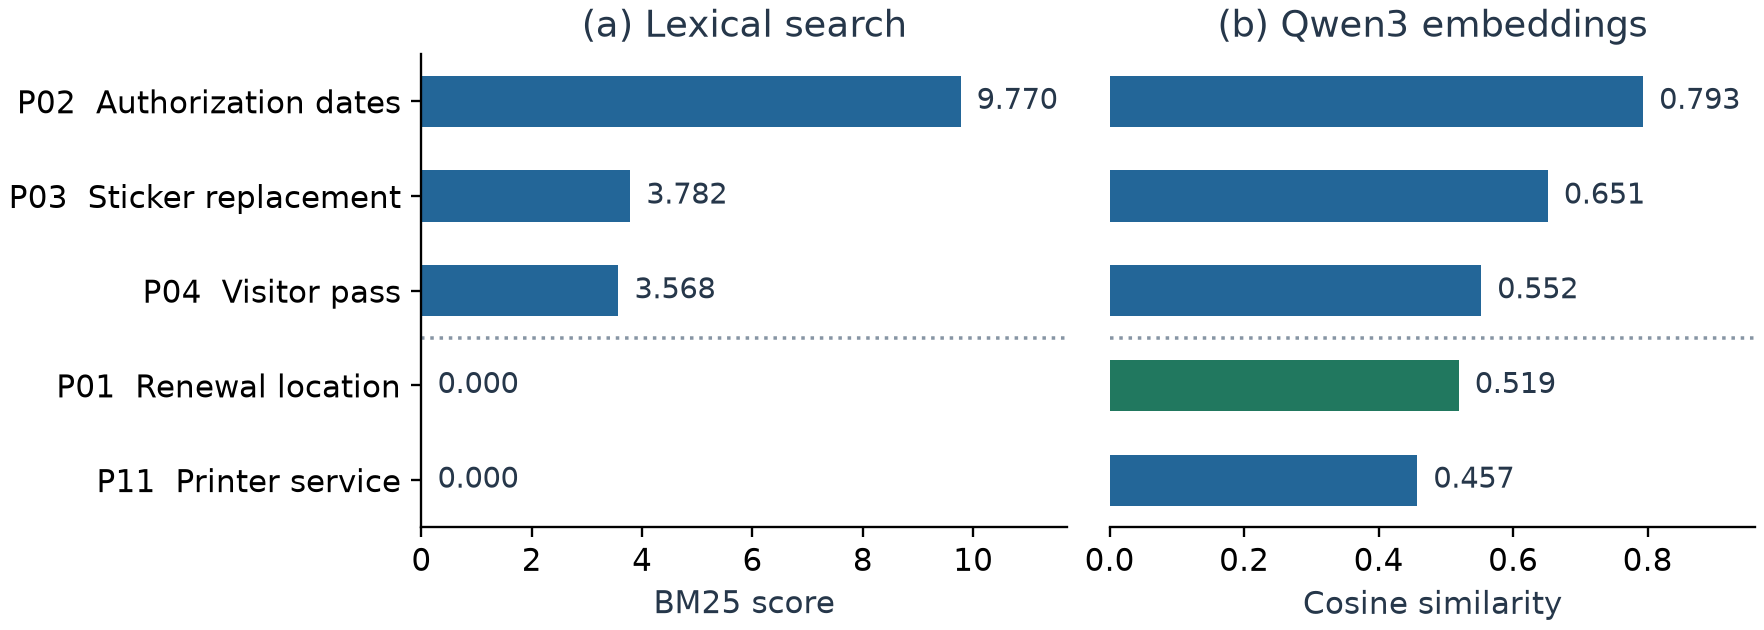 (a) Lexical search
(b) Qwen3 embeddings
P02 Authorization dates 9.770 0.793
P03 Sticker replacement 3.782 0.651
P04 Visitor pass 3.568 0.552
P01 Renewal location 0.000 0.519
P11 Printer service 0.000 0.457
0 2 4 6 8 10
0.0 0.2 0.4 0.6 0.8
BM25 score
Cosine similarity